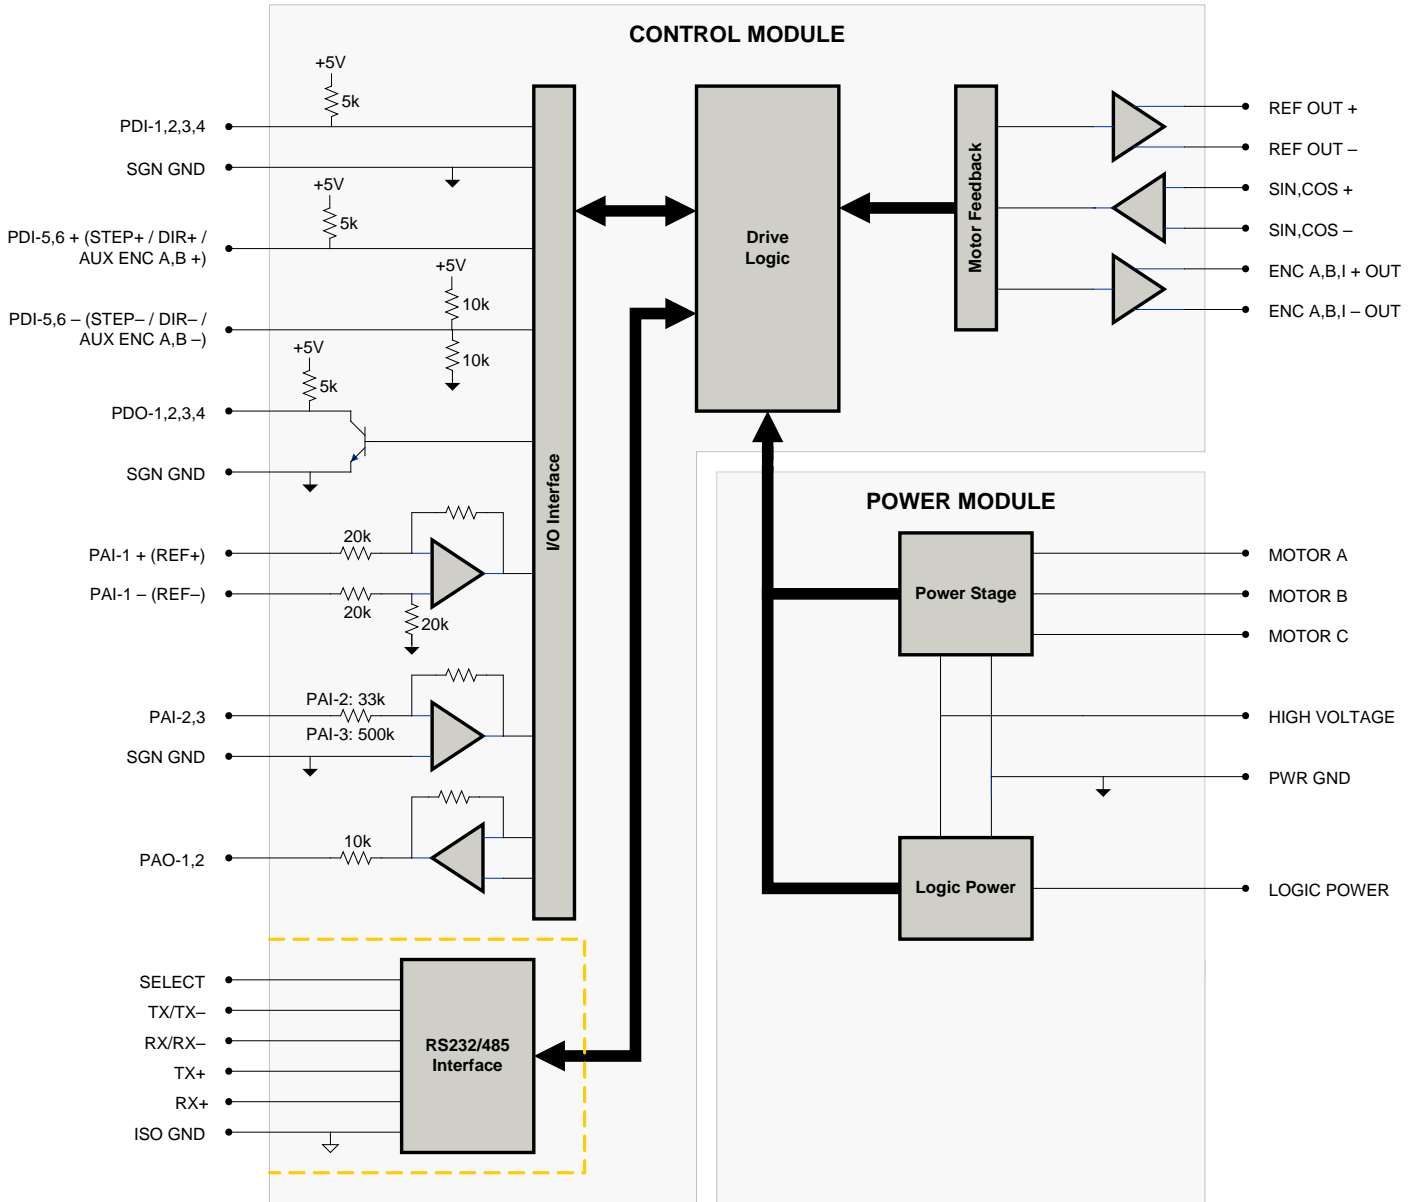 CONTROL MODULE
+5V
5k
PDI-1,2,3,4
SGN GND
+5V
5k
PDI-5,6 + (STEP+ / DIR+ /
AUX ENC A,B +)
+5V
10k
PDI-5,6 – (STEP– / DIR– /
AUX ENC A,B –)
10k
+5V
5k
PDO-1,2,3,4
SGN GND
20k
PAI-1 + (REF+)
PAI-1 – (REF–)
20k
20k
PAI-2: 33k
PAI-2,3
PAI-3: 500k
SGN GND
10k
PAO-1,2
I/O Interface
Drive
Logic
Motor Feedback
REF OUT +
REF OUT –
SIN,COS +
SIN,COS –
ENC A,B,I + OUT
ENC A,B,I – OUT
SELECT
TX/TX–
RX/RX–
TX+
RX+
ISO GND
RS232/485
Interface
POWER MODULE
Power Stage
MOTOR A
MOTOR B
MOTOR C
HIGH VOLTAGE
PWR GND
Logic Power
LOGIC POWER